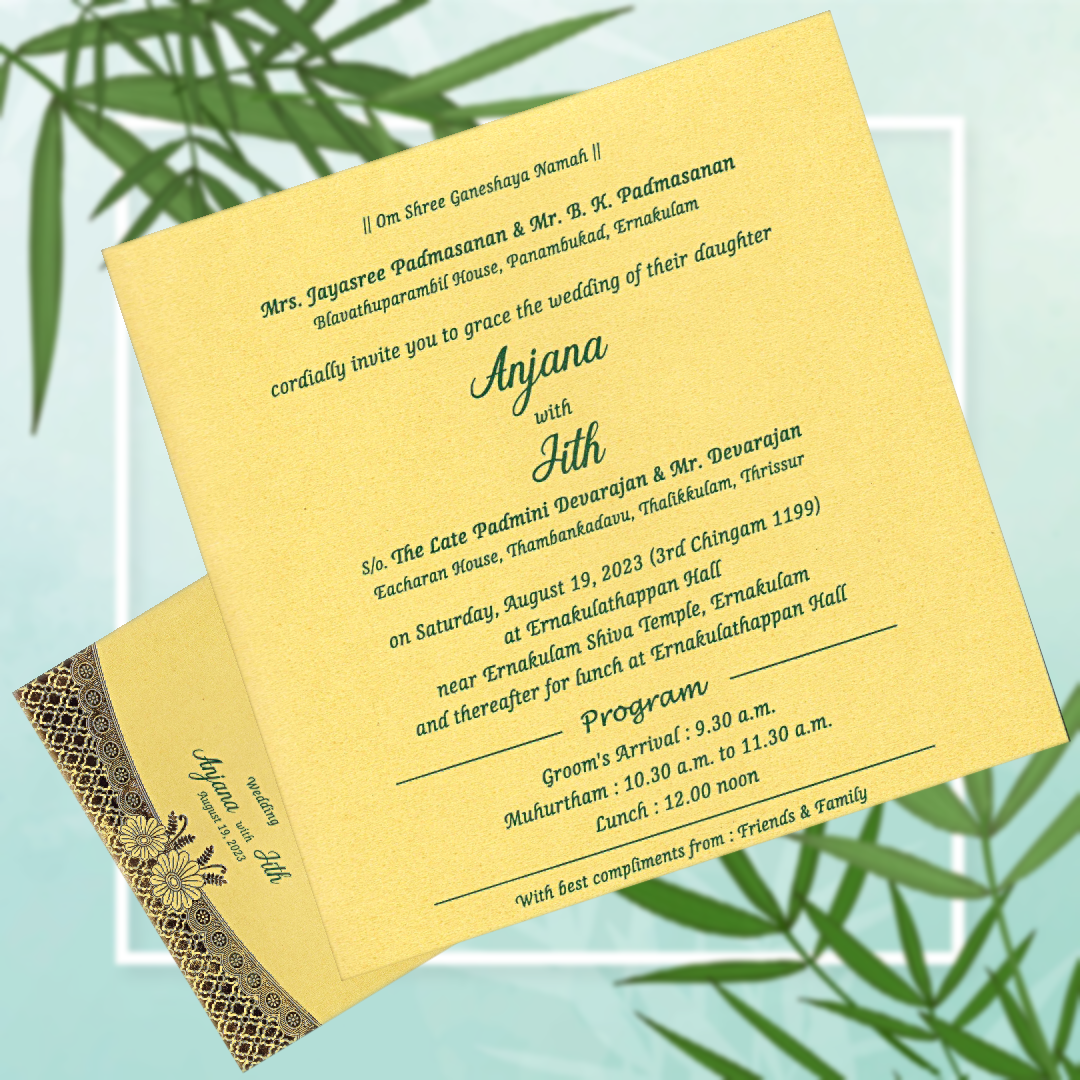 || Om Shree Ganeshaya Namah ||
Mrs. Jayasree Padmasanan & Mr. B. K. Padmasanan
Blavathuparambil House, Panambukad, Ernakulam
cordially invite you to grace the wedding of their daughter
Anjana
with
Jith
S/o. The Late Padmini Devarajan & Mr. Devarajan
Eacharan House, Thambankadavu, Thalikkulam, Thrissur
on Saturday, August 19, 2023 (3rd Chingam 1199)
at Ernakulathappan Hall
near Ernakulam Shiva Temple, Ernakulam
and thereafter for lunch at Ernakulathappan Hall
Program
Groom's Arrival : 9.30 a.m.
Muhurtham : 10.30 a.m. to 11.30 a.m.
Lunch : 12.00 noon
With best compliments from : Friends & Family
Wedding
Anjana with Jith
August 19, 2023